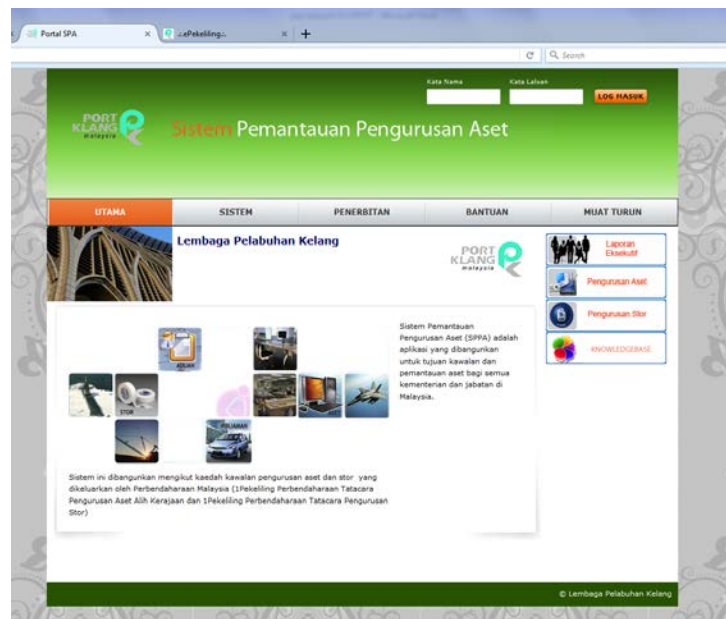 Portal SPA
.:.ePekeliling:.
Search
Kata Nama
Kata Laluan
LOG MASUK
PORT
KLANG
malaysia
Sistem Pemantauan Pengurusan Aset
UTAMA
SISTEM
PENERBITAN
BANTUAN
MUAT TURUN
Lembaga Pelabuhan Kelang
PORT
KLANG
malaysia
Laporan
Eksekutif
Pengurusan Aset
Pengurusan Stor
KNOWLEDGEBASE
ADUAN
STOR
PINJAMAN
Sistem Pemantauan
Pengurusan Aset (SPPA) adalah
aplikasi yang dibangunkan
untuk tujuan kawalan dan
pemantauan aset bagi semua
kementerian dan jabatan di
Malaysia.
Sistem ini dibangunkan mengikut kaedah kawalan pengurusan aset dan stor yang
dikeluarkan oleh Perbendaharaan Malaysia (1Pekeliling Perbendaharaan Tatacara
Pengurusan Aset Alih Kerajaan dan 1Pekeliling Perbendaharaan Tatacara Pengurusan
Stor)
© Lembaga Pelabuhan Kelang